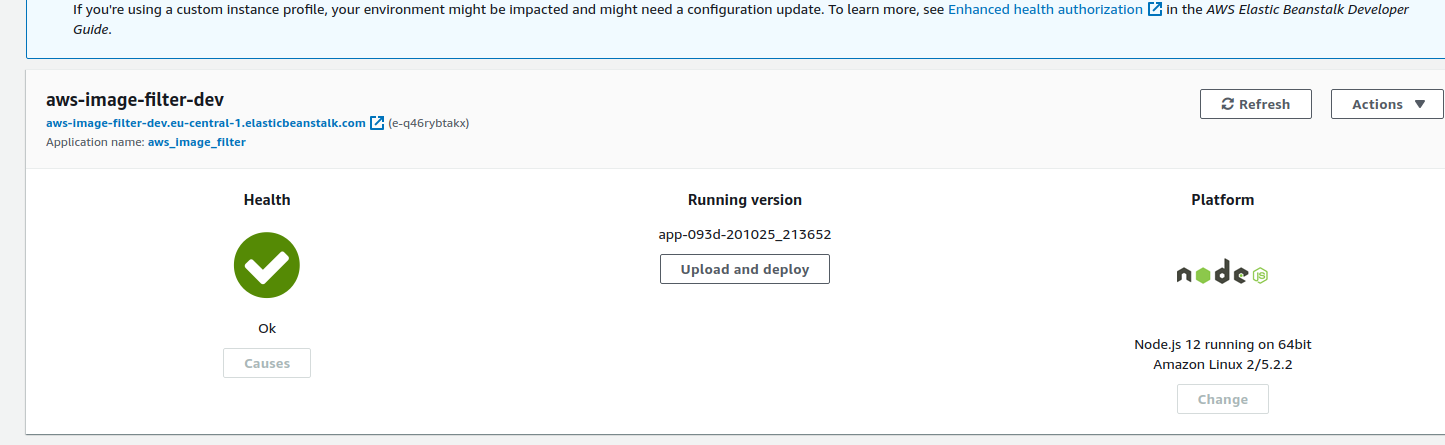 If you're using a custom instance profile, your environment might be impacted and might need a configuration update. To learn more, see Enhanced health authorization in the AWS Elastic Beanstalk Developer
Guide.
aws-image-filter-dev
Refresh
Actions
aws-image-filter-dev.eu-central-1.elasticbeanstalk.com (e-q46rybtakx)
Application name: aws_image_filter
Health
Running version
Platform
app-093d-201025_213652
Upload and deploy
node
JS
Ok
Node.js 12 running on 64bit
Amazon Linux 2/5.2.2
Causes
Change